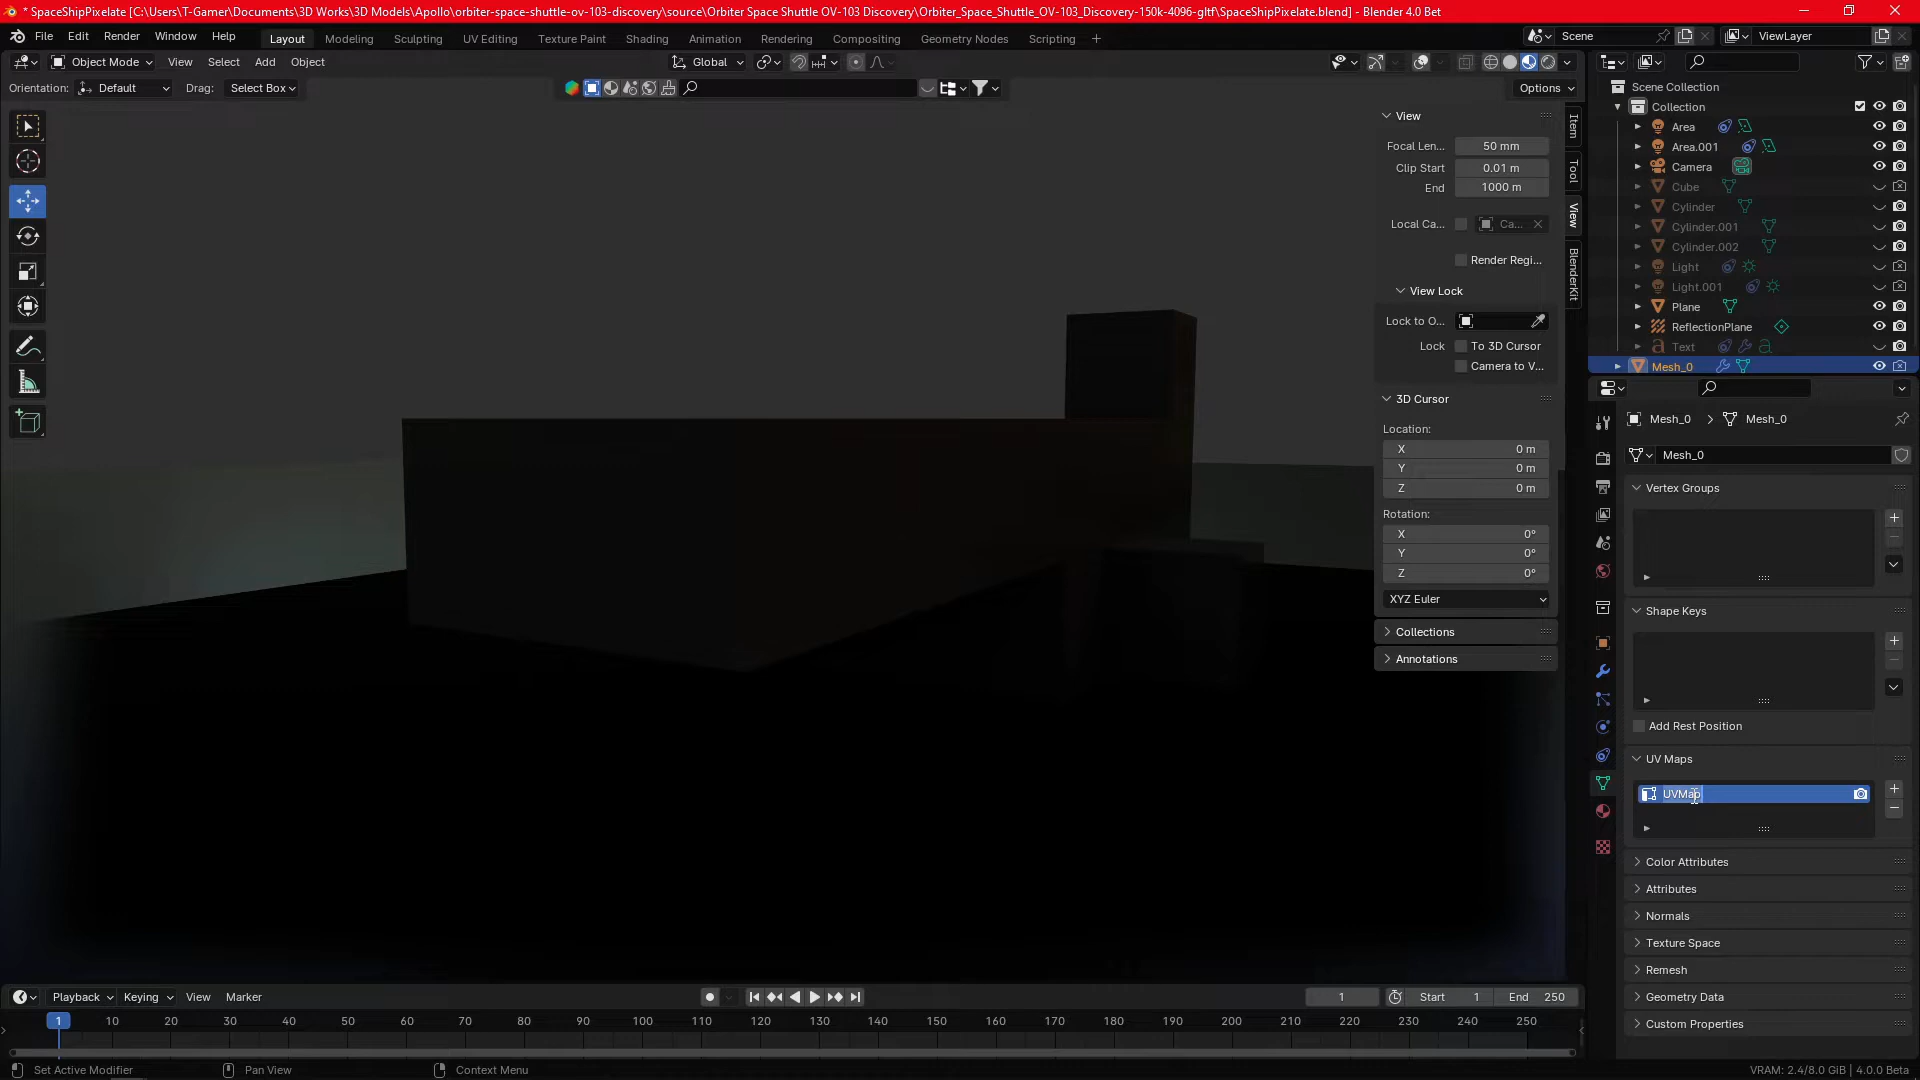 * SpaceShipPixelate [C:\Users\T-Gamer\Documents\3D Works\3D Models\Apollo\orbiter-space-shuttle-ov-103-discovery\source\Orbiter Space Shuttle OV-103 Discovery\Orbiter_Space_Shuttle_OV-103_Discovery-150k-4096-gltf\SpaceShipPixelate.blend] - Blender 4.0 Bet
File Edit Render Window Help Layout Modeling Sculpting UV Editing Texture Paint Shading Animation Rendering Compositing Geometry Nodes Scripting + Scene ViewLayer
Object Mode View Select Add Object Global
Orientation: Default Drag: Select Box Options
Scene Collection
Collection
Area
Area.001
Camera
Cube
Cylinder
Cylinder.001
Cylinder.002
Light
Light.001
Plane
ReflectionPlane
Text
Mesh_0
View
Focal Len... 50 mm
Clip Start 0.01 m
End 1000 m
Local Ca... Ca...
Render Regi...
View Lock
Lock to O...
Lock To 3D Cursor
Camera to V...
3D Cursor
Location:
X 0 m
Y 0 m
Z 0 m
Rotation:
X 0°
Y 0°
Z 0°
XYZ Euler
Collections
Annotations
Item
Tool
View
BlenderKit
Mesh_0 > Mesh_0
Mesh_0
Vertex Groups
Shape Keys
Add Rest Position
UV Maps
UVMap
Color Attributes
Attributes
Normals
Texture Space
Remesh
Geometry Data
Custom Properties
Playback Keying View Marker 1 Start 1 End 250
1 10 20 30 40 50 60 70 80 90 100 110 120 130 140 150 160 170 180 190 200 210 220 230 240 250
Set Active Modifier Pan View Context Menu VRAM: 2.4/8.0 GiB | 4.0.0 Beta